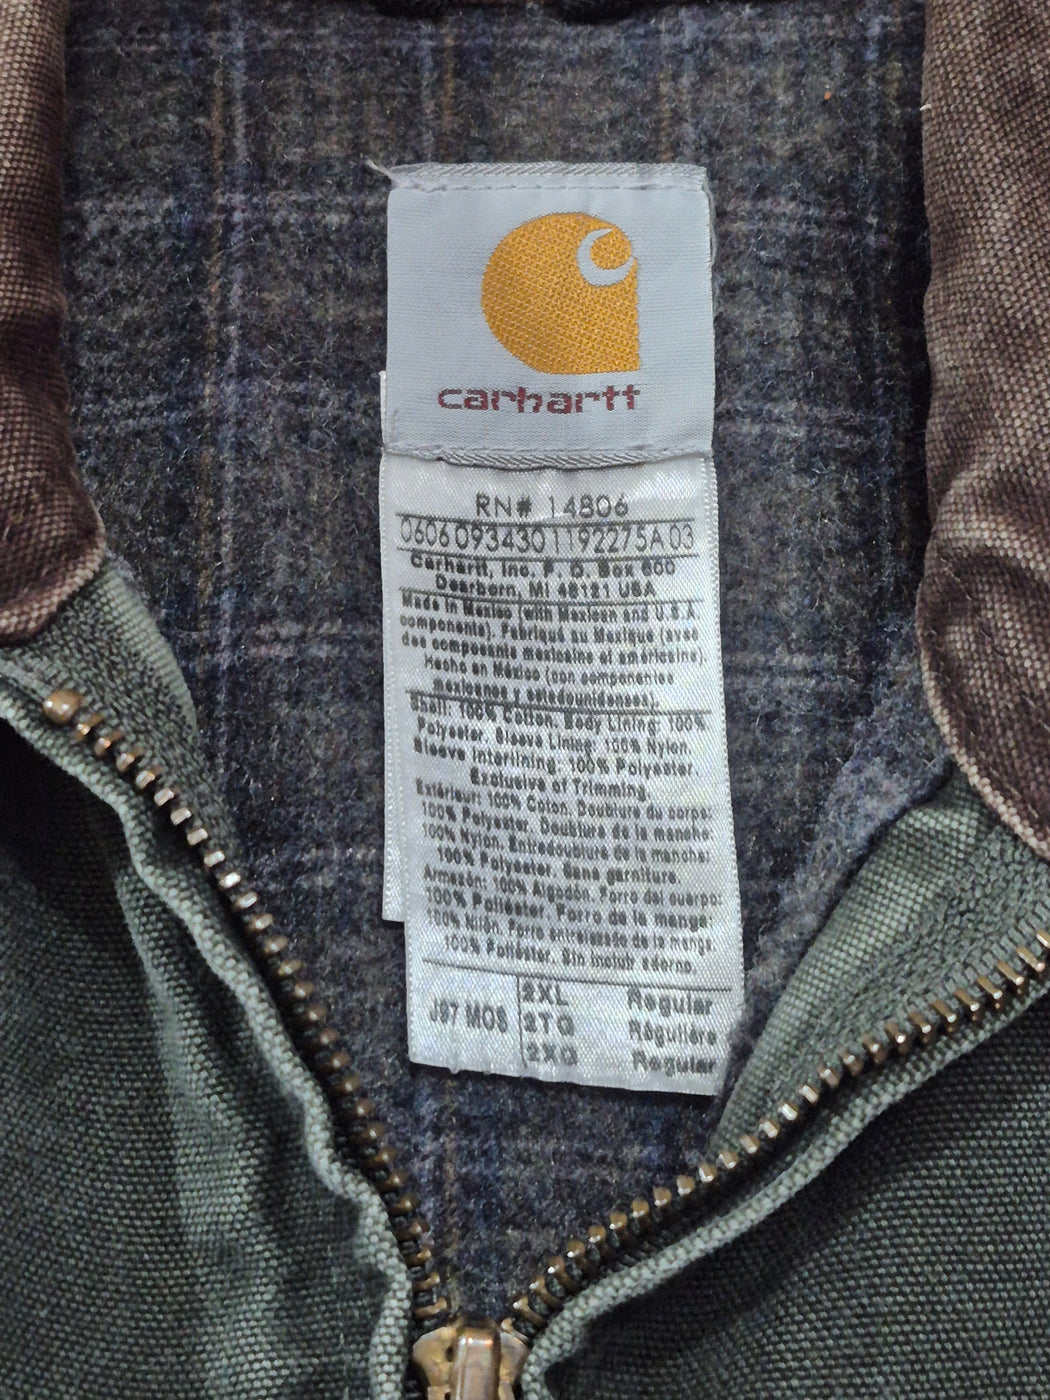 carhartt
RN# 14806
0606 0934301192275A 03
Carhartt, Inc. P.O. Box 600
Dearborn, MI 48121 USA
Made in Mexico (with Mexican and U.S.A.
components). Fabriqué au Mexique (avec
des composants mexicains et américains).
Hecho en México (con componentes
mexicanos y estadounidenses).
Shell: 100% Cotton. Body Lining: 100%
Polyester. Sleeve Lining: 100% Nylon.
Sleeve Interlining: 100% Polyester.
Exclusive of Trimming.
Extérieur: 100% Coton. Doublure du corps:
100% Polyester. Doublure de la manche:
100% Nylon. Entredoublure de la manche:
100% Polyester. Sans garniture.
Armazón: 100% Algodón. Forro del cuerpo:
100% Poliéster. Forro de la manga
100% Nilón. Forro entrelazado de la manga:
100% Poliéster. Sin incluir aderno.
J97 MOS
2XL Regular
2TG Régulière
2XG Regular